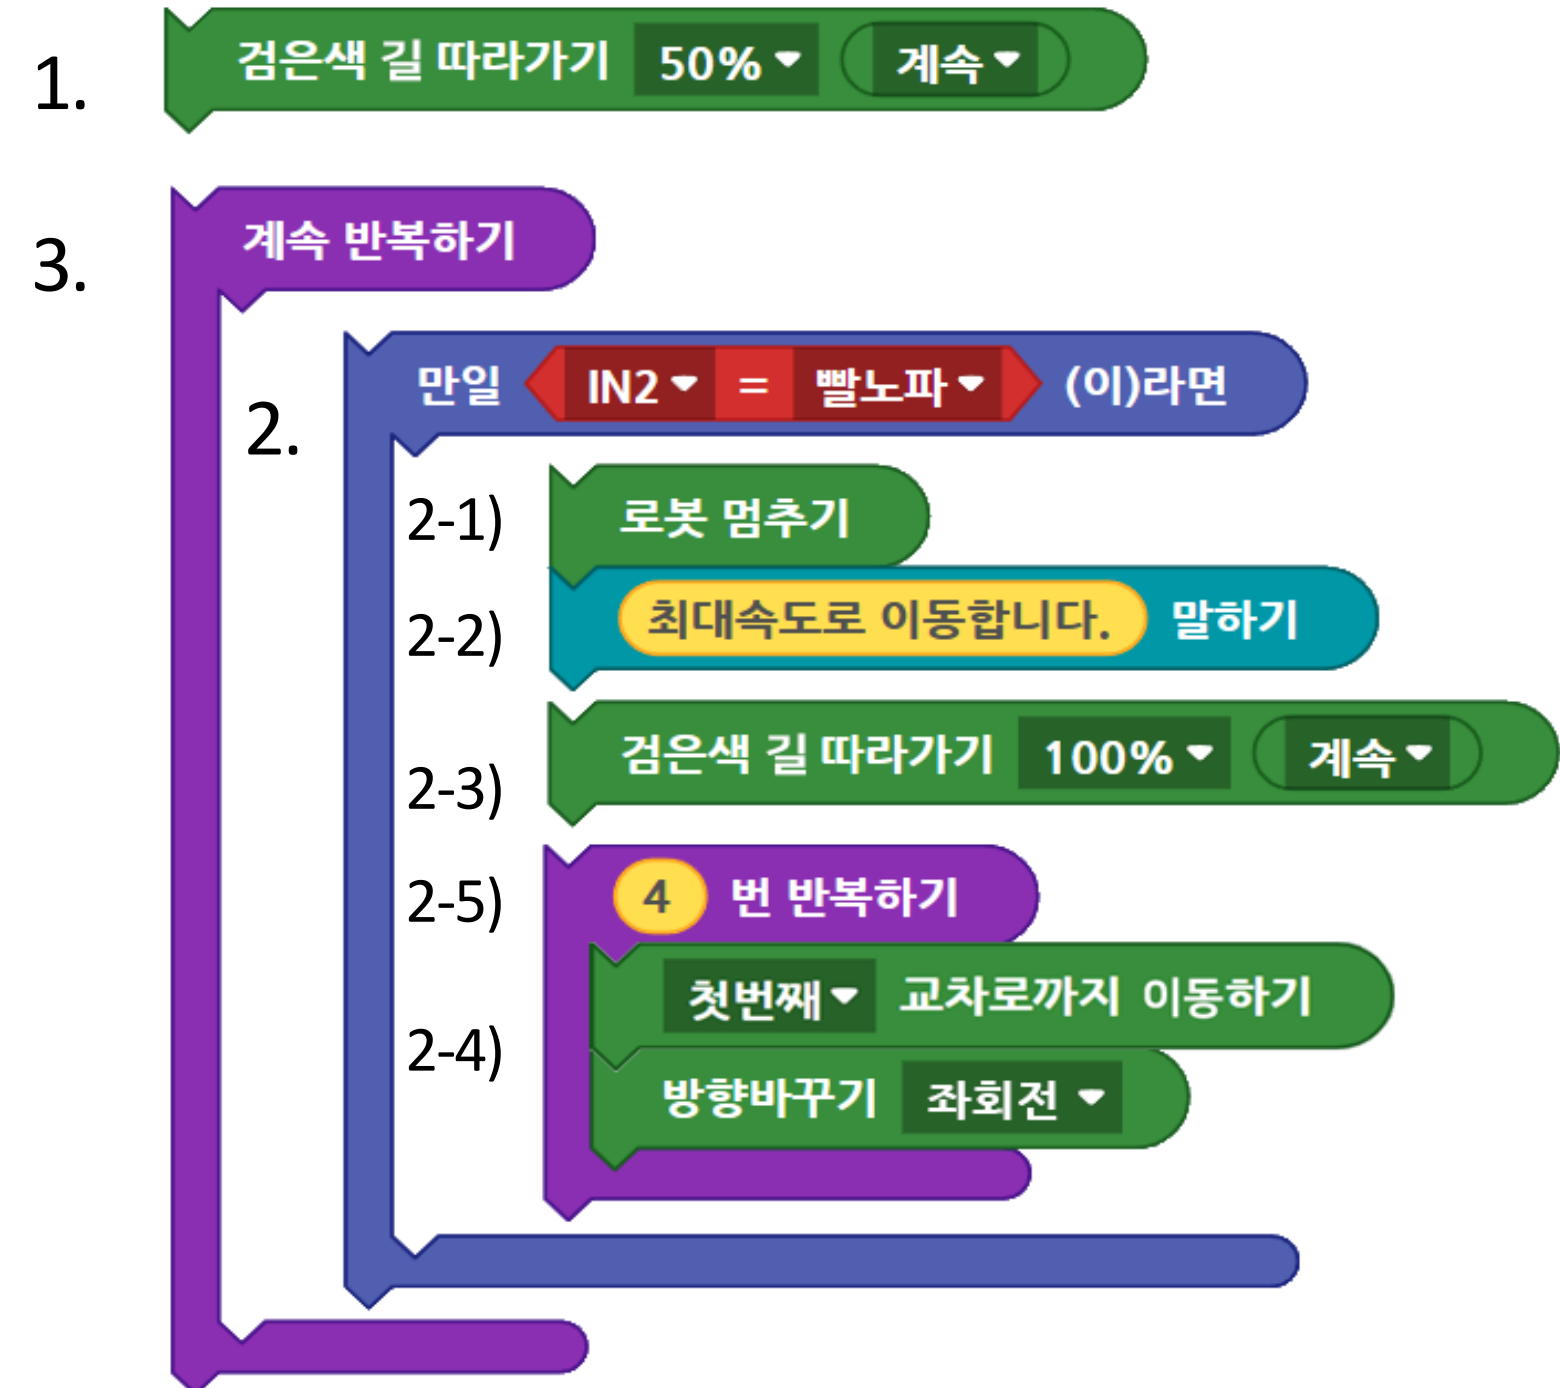 1. 검은색 길 따라가기 50% 계속
3. 계속 반복하기
2. 만일 IN2 = 빨노파 (이)라면
2-1) 로봇 멈추기
2-2) 최대속도로 이동합니다. 말하기
2-3) 검은색 길 따라가기 100% 계속
2-5) 4 번 반복하기
첫번째 교차로까지 이동하기
2-4)
방향바꾸기 좌회전